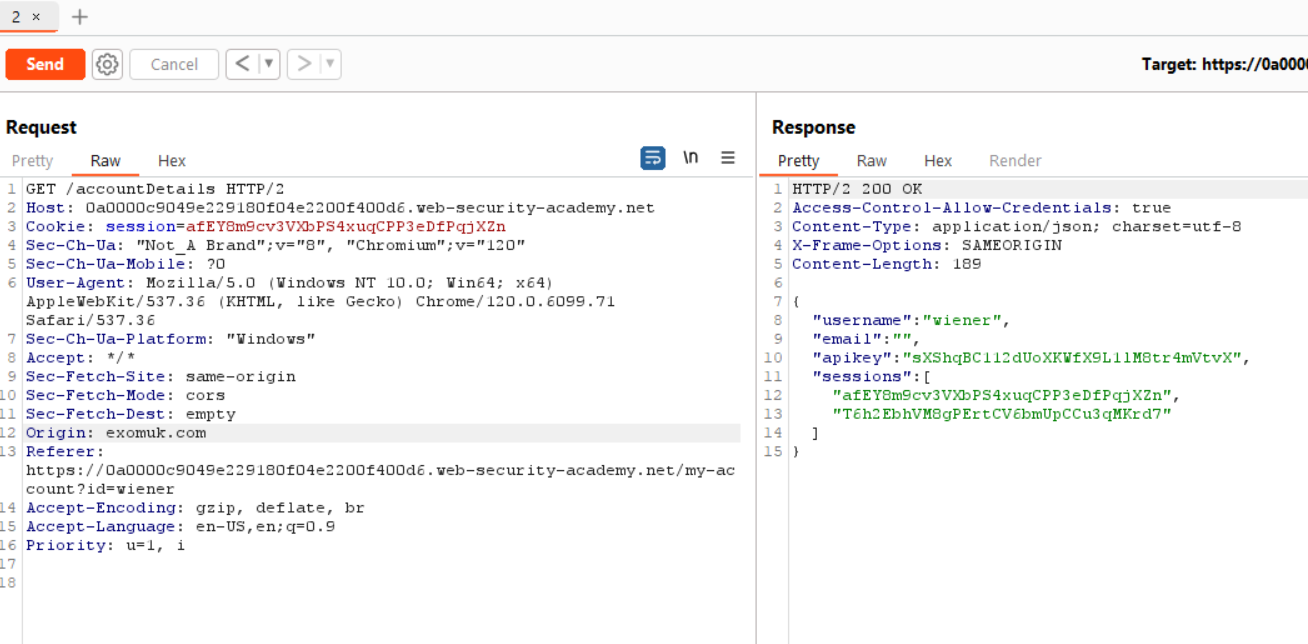 2 × +
Send Cancel < ▼ > ▼ Target: https://0a000
Request
Pretty Raw Hex \n
1 GET /accountDetails HTTP/2
2 Host: 0a0000c9049e229180f04e2200f400d6.web-security-academy.net
3 Cookie: session=afEY8m9cv3VXbPS4xuqCPP3eDfPqjXZn
4 Sec-Ch-Ua: "Not_A Brand";v="8", "Chromium";v="120"
5 Sec-Ch-Ua-Mobile: ?0
6 User-Agent: Mozilla/5.0 (Windows NT 10.0; Win64; x64)
AppleWebKit/537.36 (KHTML, like Gecko) Chrome/120.0.6099.71
Safari/537.36
7 Sec-Ch-Ua-Platform: "Windows"
8 Accept: */*
9 Sec-Fetch-Site: same-origin
10 Sec-Fetch-Mode: cors
11 Sec-Fetch-Dest: empty
12 Origin: exomuk.com
13 Referer:
https://0a0000c9049e229180f04e2200f400d6.web-security-academy.net/my-ac
count?id=wiener
14 Accept-Encoding: gzip, deflate, br
15 Accept-Language: en-US,en;q=0.9
16 Priority: u=1, i
17
18
Response
Pretty Raw Hex Render
1 HTTP/2 200 OK
2 Access-Control-Allow-Credentials: true
3 Content-Type: application/json; charset=utf-8
4 X-Frame-Options: SAMEORIGIN
5 Content-Length: 189
6
7 {
8 "username":"wiener",
9 "email":"",
10 "apikey":"sXShqBC112dUoXKWfX9L1lM8tr4mVtvX",
11 "sessions":[
12 "afEY8m9cv3VXbPS4xuqCPP3eDfPqjXZn",
13 "T6h2EbhVM8gPErtCV6bmUpCCu3qMKrd7"
14 ]
15 }